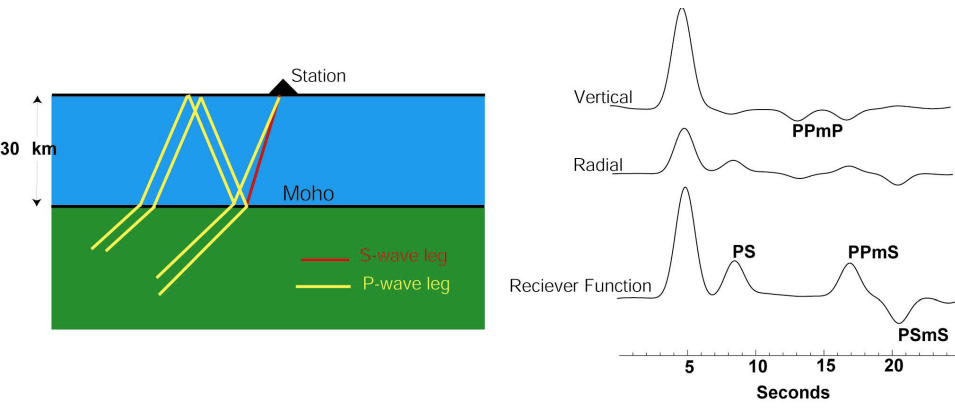 Station
30 km
Moho
S-wave leg
P-wave leg
Vertical
PPmP
Radial
PS
PPmS
Reciever Function
PSmS
5 10 15 20
Seconds